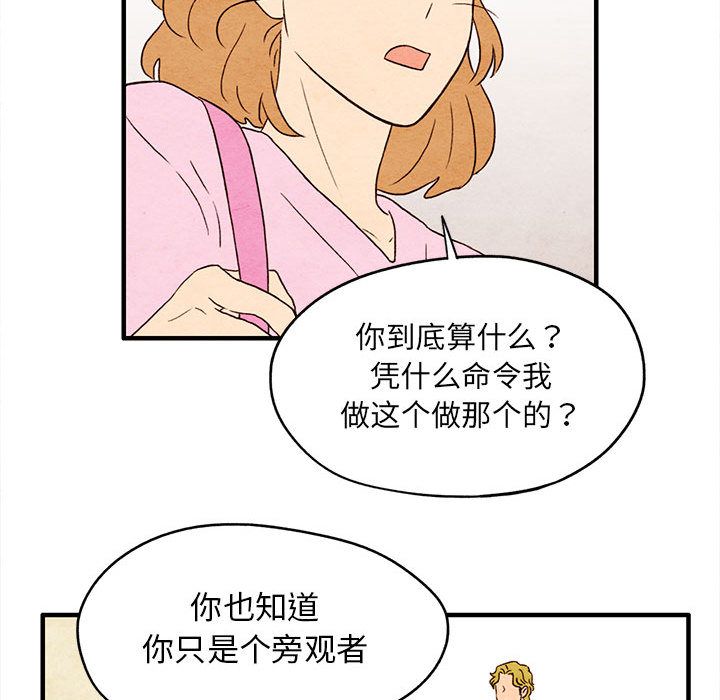 你到底算什么？
凭什么命令我
做这个做那个的？
你也知道
你只是个旁观者